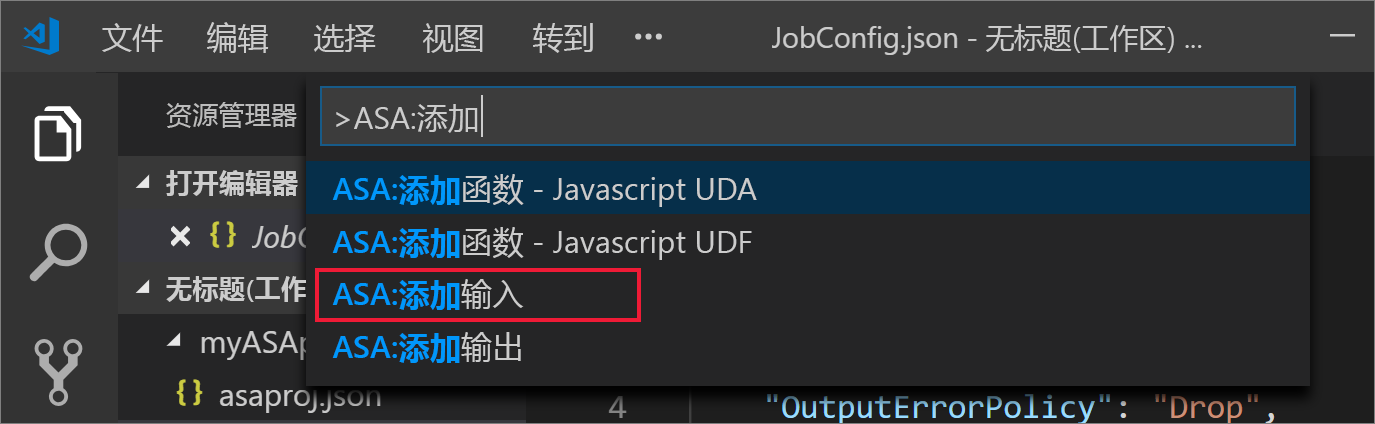 文件 编辑 选择 视图 转到 ••• JobConfig.json - 无标题(工作区) ...
资源管理器
>ASA:添加
打开编辑器
ASA:添加函数 - Javascript UDA
{} JobC
ASA:添加函数 - Javascript UDF
无标题(工作
ASA:添加输入
myASAp
ASA:添加输出
{} asaproj.json
4 "OutputErrorPolicy": "Drop",